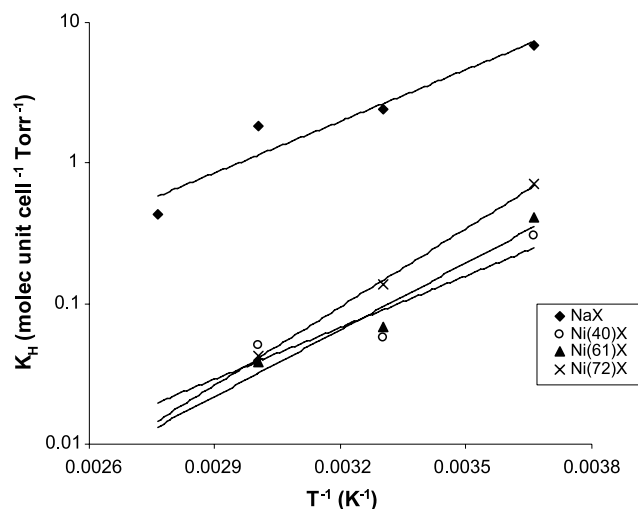 10
1
0.1
0.01
K_H (molec unit cell⁻¹ Torr⁻¹)
0.0026 0.0029 0.0032 0.0035 0.0038
T⁻¹ (K⁻¹)
NaX
Ni(40)X
Ni(61)X
Ni(72)X